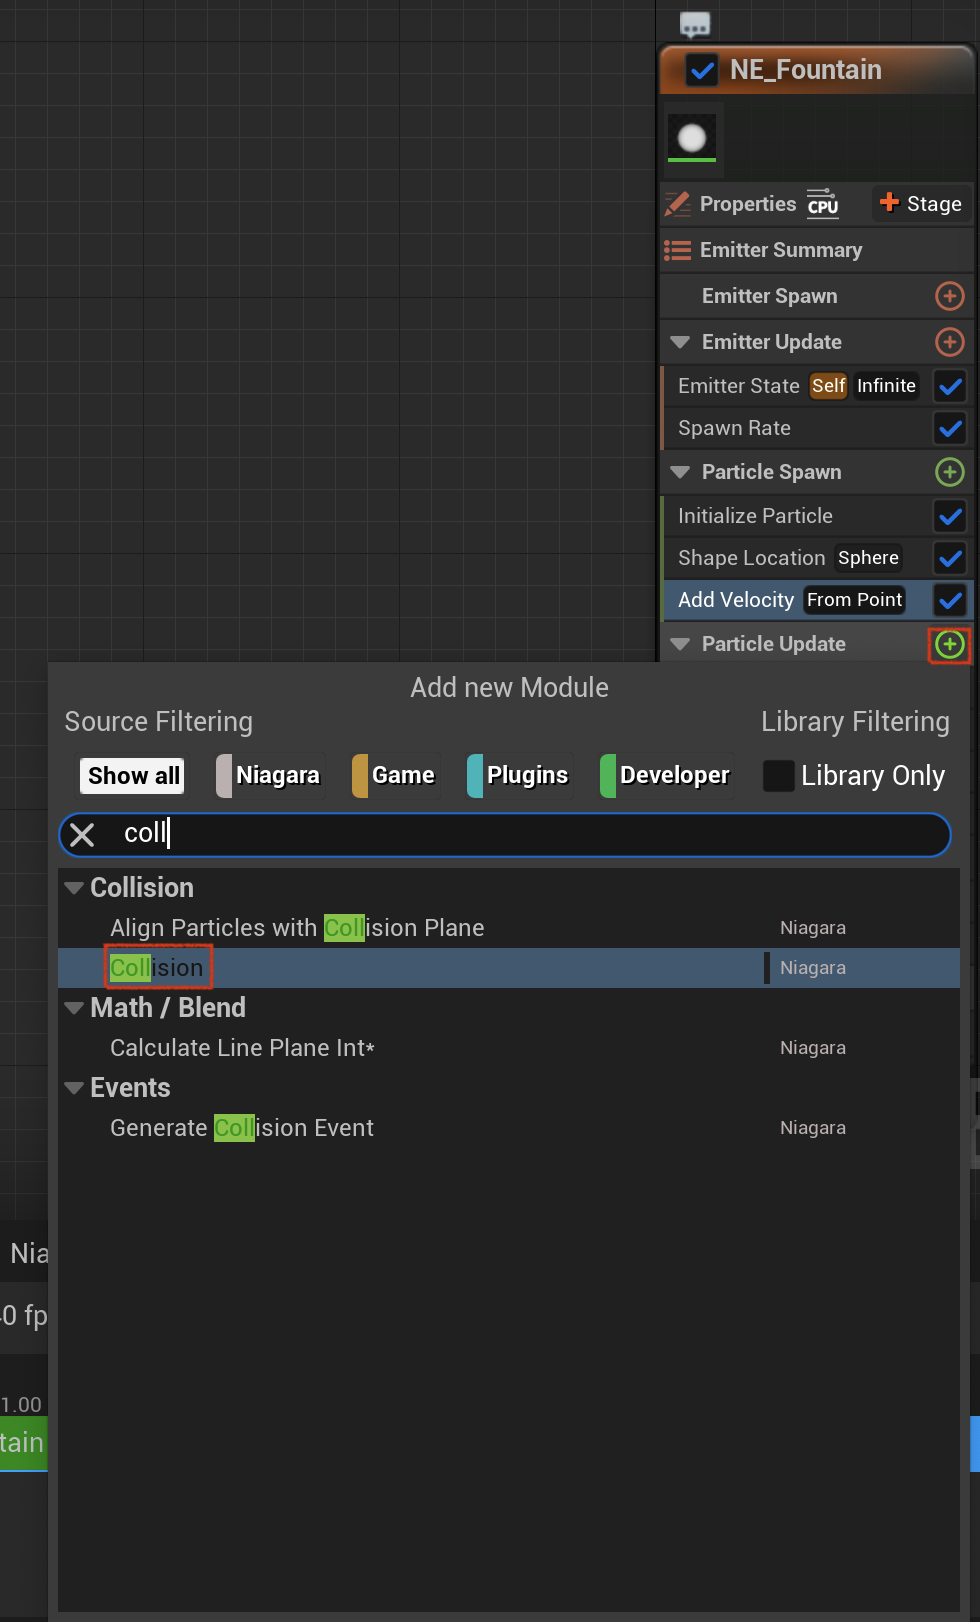 NE_Fountain
Properties CPU + Stage
Emitter Summary
Emitter Spawn
Emitter Update
Emitter State Self Infinite
Spawn Rate
Particle Spawn
Initialize Particle
Shape Location Sphere
Add Velocity From Point
Particle Update
Add new Module
Source Filtering Library Filtering
Show all Niagara Game Plugins Developer Library Only
coll
Collision
Align Particles with Collision Plane Niagara
Collision Niagara
Math / Blend
Calculate Line Plane Int* Niagara
Events
Generate Collision Event Niagara
Nia
0 fp
1.00
tain